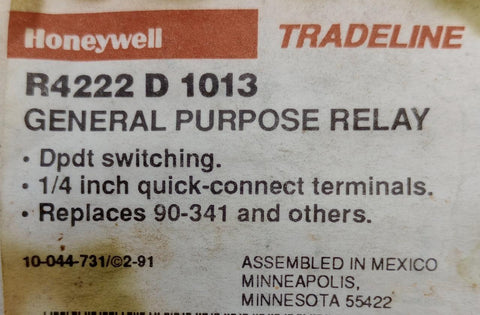 Honeywell TRADELINE
R4222 D 1013
GENERAL PURPOSE RELAY
• Dpdt switching.
• 1/4 inch quick-connect terminals.
• Replaces 90-341 and others.
10-044-731/©2-91 ASSEMBLED IN MEXICO
MINNEAPOLIS,
MINNESOTA 55422